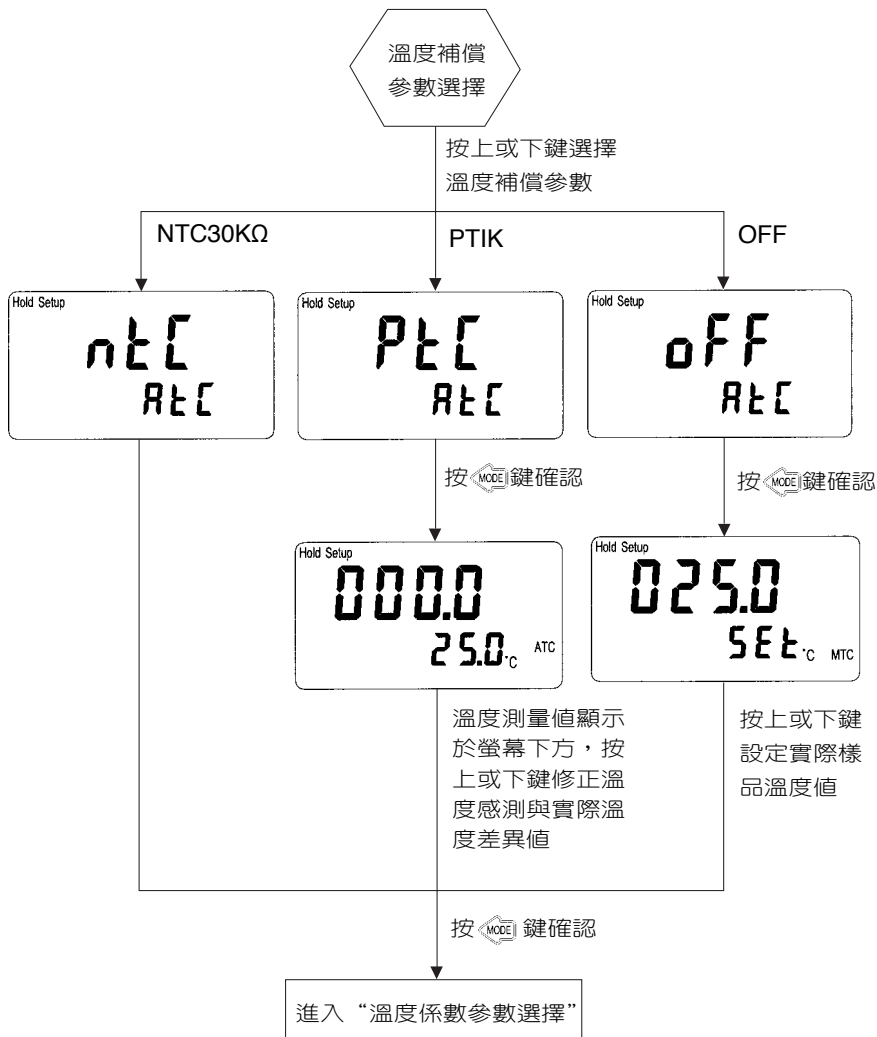 溫度補償
參數選擇
按上或下鍵選擇
溫度補償參數
NTC30KΩ
PTIK
OFF
Hold Setup
ntC
AtC
Hold Setup
PtC
AtC
Hold Setup
oFF
AtC
按 MODE 鍵確認
按 MODE 鍵確認
Hold Setup
000.0
25.0 °C ATC
Hold Setup
025.0
SEt °C MTC
溫度測量值顯示
於螢幕下方，按
上或下鍵修正溫
度感測與實際溫
度差異值
按上或下鍵
設定實際樣
品溫度值
按 MODE 鍵確認
進入“溫度係數參數選擇”